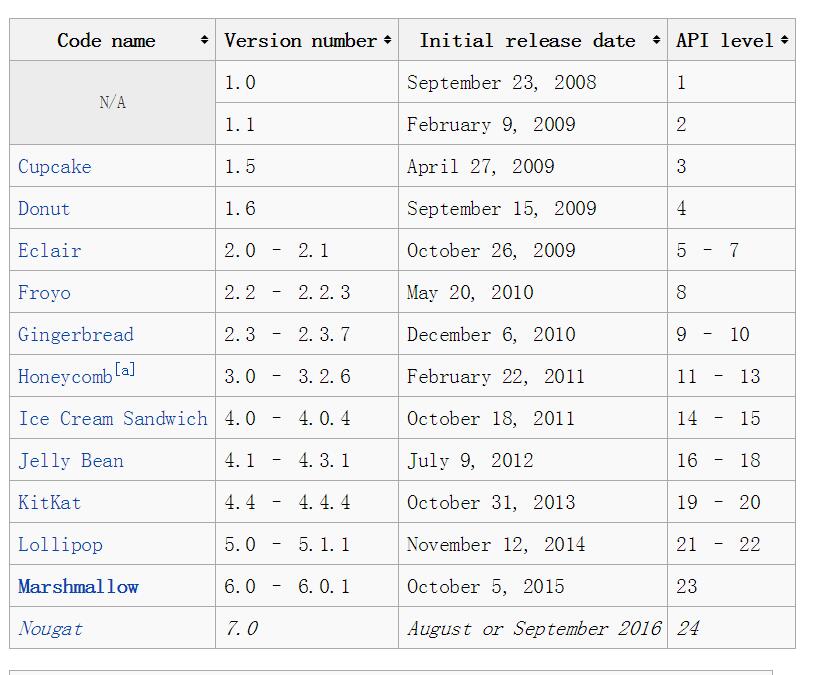 Code name Version number Initial release date API level
N/A 1.0 September 23, 2008 1
1.1 February 9, 2009 2
Cupcake 1.5 April 27, 2009 3
Donut 1.6 September 15, 2009 4
Eclair 2.0 – 2.1 October 26, 2009 5 – 7
Froyo 2.2 – 2.2.3 May 20, 2010 8
Gingerbread 2.3 – 2.3.7 December 6, 2010 9 – 10
Honeycomb[a] 3.0 – 3.2.6 February 22, 2011 11 – 13
Ice Cream Sandwich 4.0 – 4.0.4 October 18, 2011 14 – 15
Jelly Bean 4.1 – 4.3.1 July 9, 2012 16 – 18
KitKat 4.4 – 4.4.4 October 31, 2013 19 – 20
Lollipop 5.0 – 5.1.1 November 12, 2014 21 – 22
Marshmallow 6.0 – 6.0.1 October 5, 2015 23
Nougat 7.0 August or September 2016 24